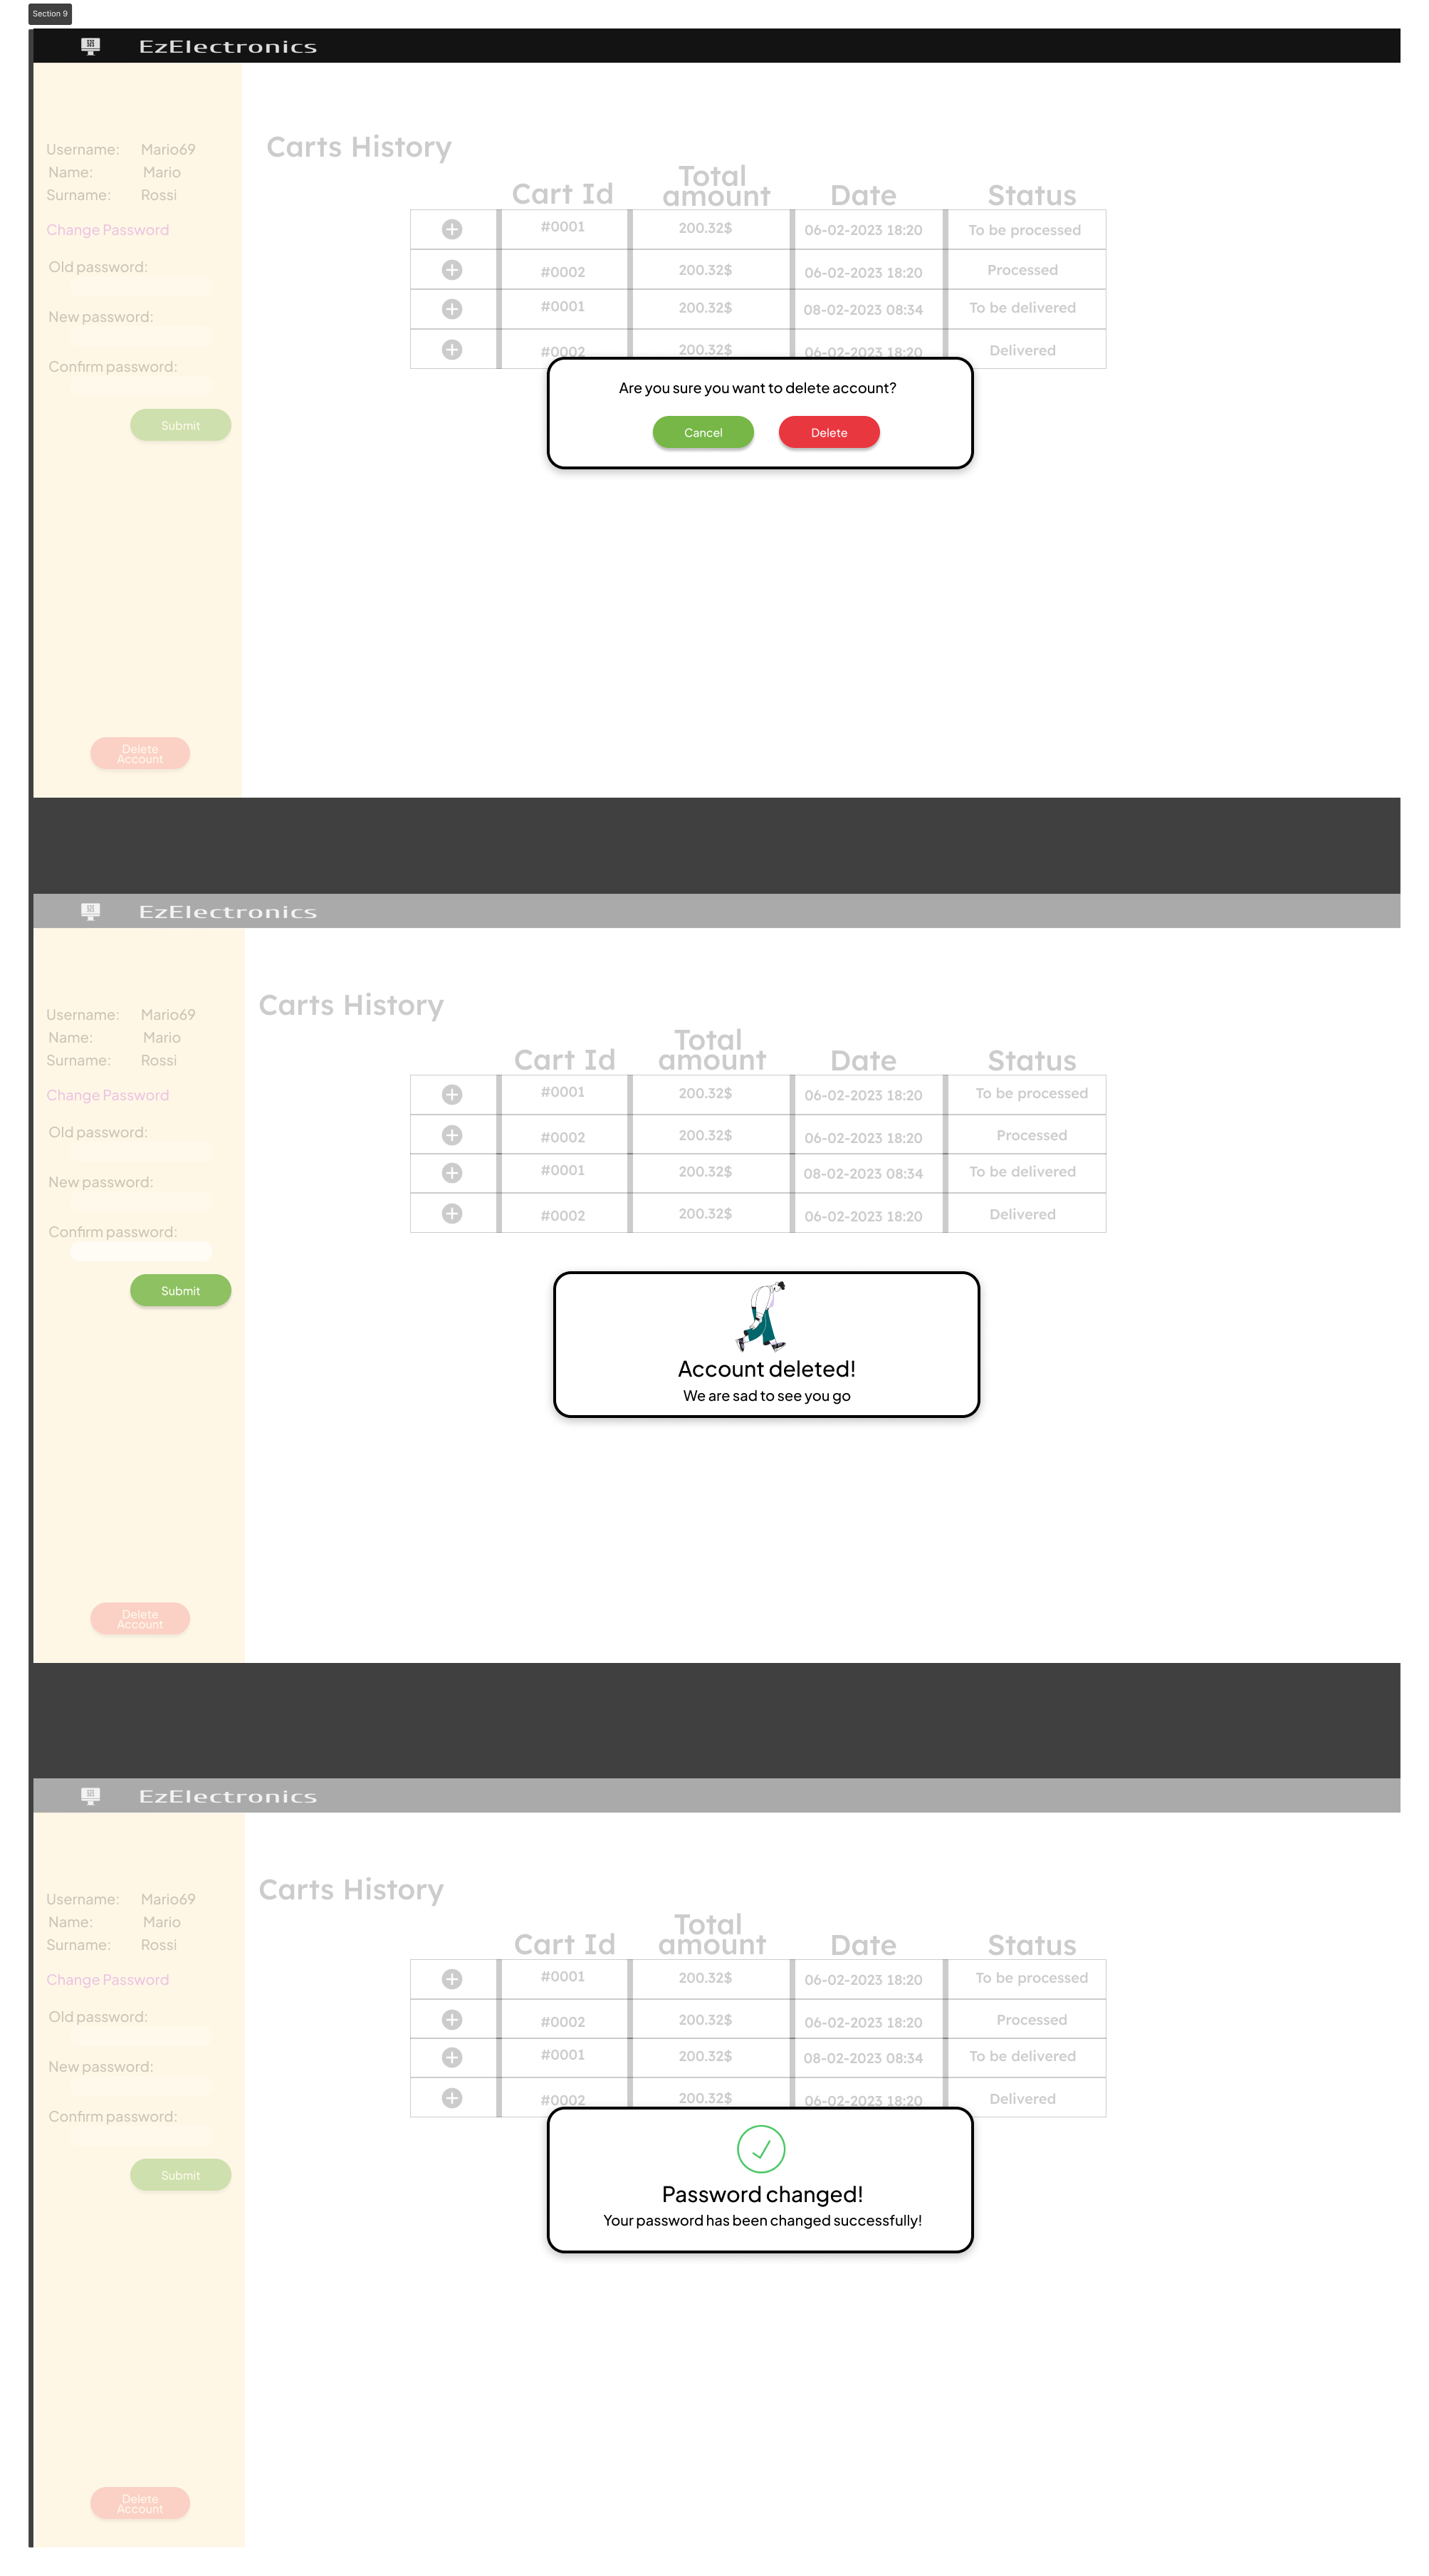 Section 9
EzElectronics
Username: Mario69
Name: Mario
Surname: Rossi
Change Password
Old password:
New password:
Confirm password:
Submit
Delete
Account
Carts History
Cart Id Total amount Date Status
#0001 200.32$ 06-02-2023 18:20 To be processed
#0002 200.32$ 06-02-2023 18:20 Processed
#0001 200.32$ 08-02-2023 08:34 To be delivered
#0002 200.32$ 06-02-2023 18:20 Delivered
Are you sure you want to delete account?
Cancel Delete
EzElectronics
Username: Mario69
Name: Mario
Surname: Rossi
Change Password
Old password:
New password:
Confirm password:
Submit
Delete
Account
Carts History
Cart Id Total amount Date Status
#0001 200.32$ 06-02-2023 18:20 To be processed
#0002 200.32$ 06-02-2023 18:20 Processed
#0001 200.32$ 08-02-2023 08:34 To be delivered
#0002 200.32$ 06-02-2023 18:20 Delivered
Account deleted!
We are sad to see you go
EzElectronics
Username: Mario69
Name: Mario
Surname: Rossi
Change Password
Old password:
New password:
Confirm password:
Submit
Delete
Account
Carts History
Cart Id Total amount Date Status
#0001 200.32$ 06-02-2023 18:20 To be processed
#0002 200.32$ 06-02-2023 18:20 Processed
#0001 200.32$ 08-02-2023 08:34 To be delivered
#0002 200.32$ 06-02-2023 18:20 Delivered
Password changed!
Your password has been changed successfully!